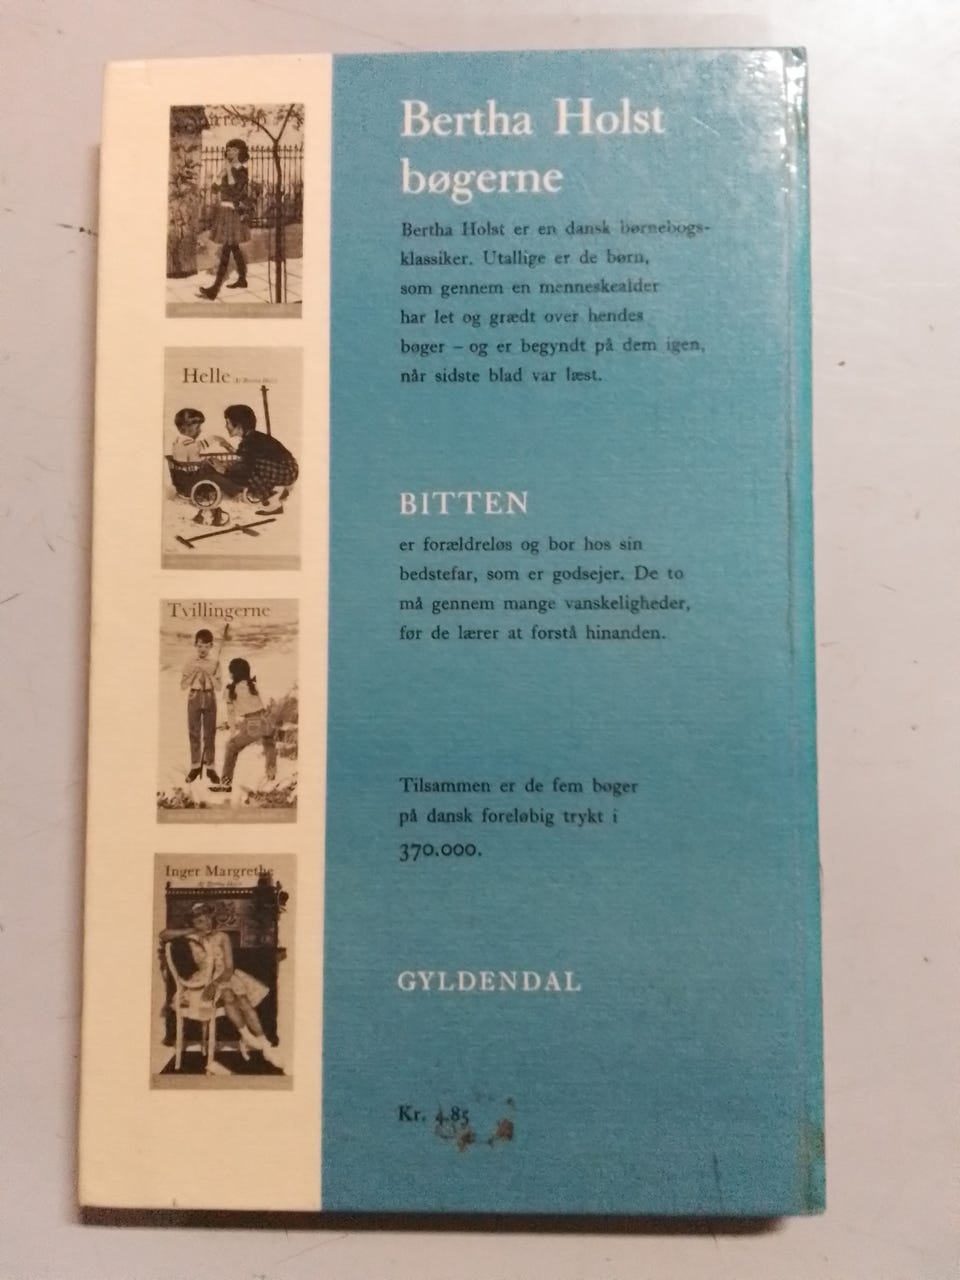 Helle
Tvillingerne
Inger Margrethe
Af Bertha Holst
Bertha Holst
bøgerne
Bertha Holst er en dansk børnebogs-
klassiker. Utallige er de børn,
som gennem en menneskealder
har let og grædt over hendes
bøger – og er begyndt på dem igen,
når sidste blad var læst.
BITTEN
er forældreløs og bor hos sin
bedstefar, som er godsejer. De to
må gennem mange vanskeligheder,
før de lærer at forstå hinanden.
Tilsammen er de fem bøger
på dansk foreløbig trykt i
370.000.
GYLDENDAL
Kr. 4.85